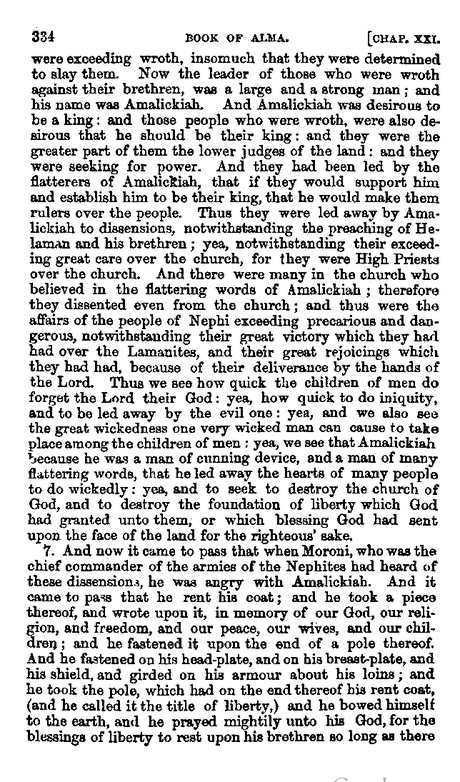 334 BOOK OF ALMA. [CHAP. XXI.
were exceeding wroth, insomuch that they were determined
to slay them. Now the leader of those who were wroth
against their brethren, was a large and a strong man; and
his name was Amalickiah. And Amalickiah was desirous to
be a king: and those people who were wroth, were also de-
sirous that he should be their king: and they were the
greater part of them the lower judges of the land: and they
were seeking for power. And they had been led by the
flatterers of Amalickiah, that if they would support him
and establish him to be their king, that he would make them
rulers over the people. Thus they were led away by Ama-
lickiah to dissensions, notwithstanding the preaching of He-
laman and his brethren; yea, notwithstanding their exceed-
ing great care over the church, for they were High Priests
over the church. And there were many in the church who
believed in the flattering words of Amalickiah; therefore
they dissented even from the church; and thus were the
affairs of the people of Nephi exceeding precarious and dan-
gerous, notwithstanding their great victory which they had
had over the Lamanites, and their great rejoicings which
they had had, because of their deliverance by the hands of
the Lord. Thus we see how quick the children of men do
forget the Lord their God: yea, how quick to do iniquity,
and to be led away by the evil one: yea, and we also see
the great wickedness one very wicked man can cause to take
place among the children of men: yea, we see that Amalickiah
because he was a man of cunning device, and a man of many
flattering words, that he led away the hearts of many people
to do wickedly: yea, and to seek to destroy the church of
God, and to destroy the foundation of liberty which God
had granted unto them, or which blessing God had sent
upon the face of the land for the righteous' sake.
7. And now it came to pass that when Moroni, who was the
chief commander of the armies of the Nephites had heard of
these dissensions, he was angry with Amalickiah. And it
came to pass that he rent his coat; and he took a piece
thereof, and wrote upon it, in memory of our God, our reli-
gion, and freedom, and our peace, our wives, and our chil-
dren; and he fastened it upon the end of a pole thereof.
And he fastened on his head-plate, and on his breast-plate, and
his shield, and girded on his armour about his loins; and
he took the pole, which had on the end thereof his rent coat,
(and he called it the title of liberty,) and he bowed himself
to the earth, and he prayed mightily unto his God, for the
blessings of liberty to rest upon his brethren so long as there